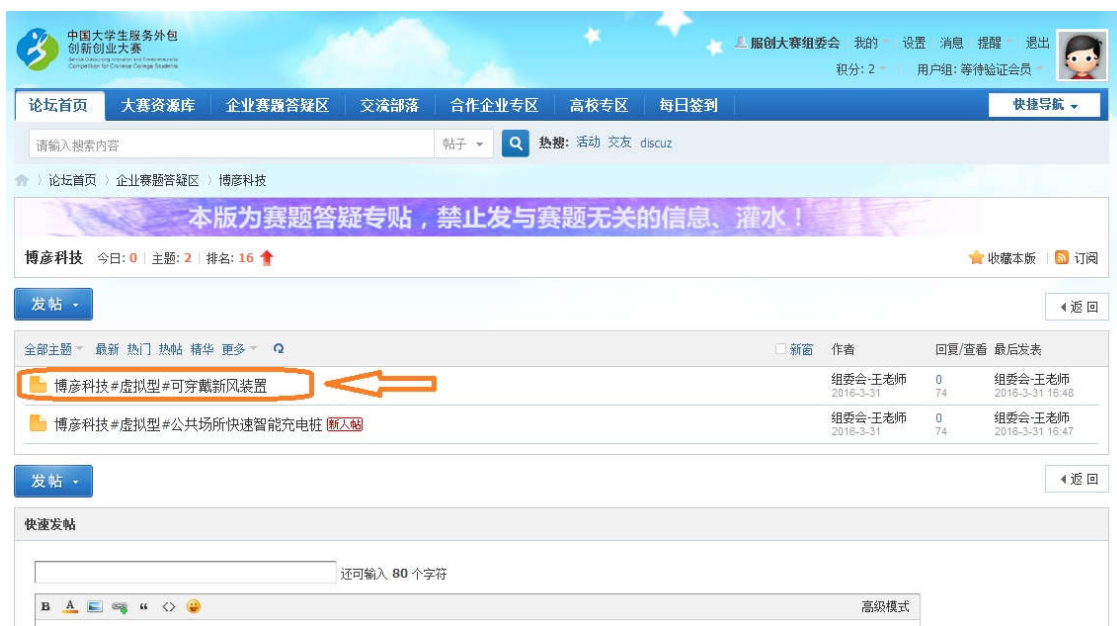 中国大学生服务外包
创新创业大赛
服创大赛组委会 我的 设置 消息 提醒 退出
积分: 2 用户组: 等待验证会员
论坛首页 大赛资源库 企业赛题答疑区 交流部落 合作企业专区 高校专区 每日签到 快捷导航
请输入搜索内容 帖子 热搜: 活动 交友 discuz
论坛首页 企业赛题答疑区 博彦科技
本版为赛题答疑专贴，禁止发与赛题无关的信息、灌水！
博彦科技 今日: 0 主题: 2 排名: 16 收藏本版 订阅
发帖 返回
全部主题 最新 热门 热帖 精华 更多 新窗 作者 回复/查看 最后发表
博彦科技#虚拟型#可穿戴新风装置 组委会-王老师 0 组委会-王老师
2016-3-31 74 2016-3-31 16:48
博彦科技#虚拟型#公共场所快速智能充电桩 新人帖 组委会-王老师 0 组委会-王老师
2016-3-31 74 2016-3-31 16:47
发帖 返回
快速发帖
还可输入 80 个字符
B A “ <> 高级模式